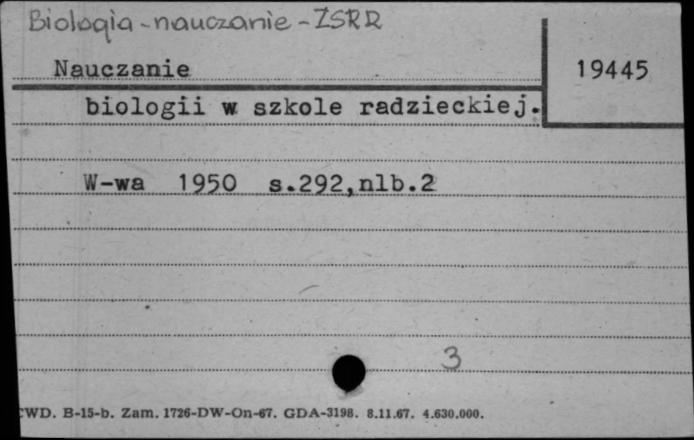 Biologia - nauczanie - ZSRR
Nauczanie
19445
biologii w szkole radzieckiej.
W-wa 1950 s.292,nlb.2
3
CWD. B-15-b. Zam. 1726-DW-On-67. GDA-3198. 8.11.67. 4.630.000.